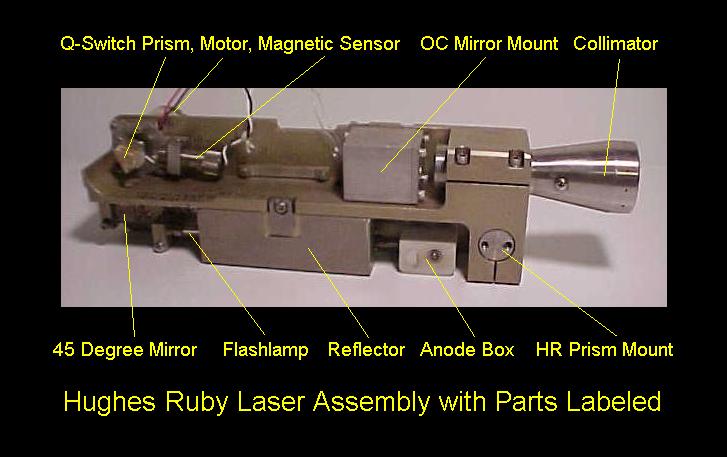 Q-Switch Prism, Motor, Magnetic Sensor OC Mirror Mount Collimator
45 Degree Mirror Flashlamp Reflector Anode Box HR Prism Mount
Hughes Ruby Laser Assembly with Parts Labeled